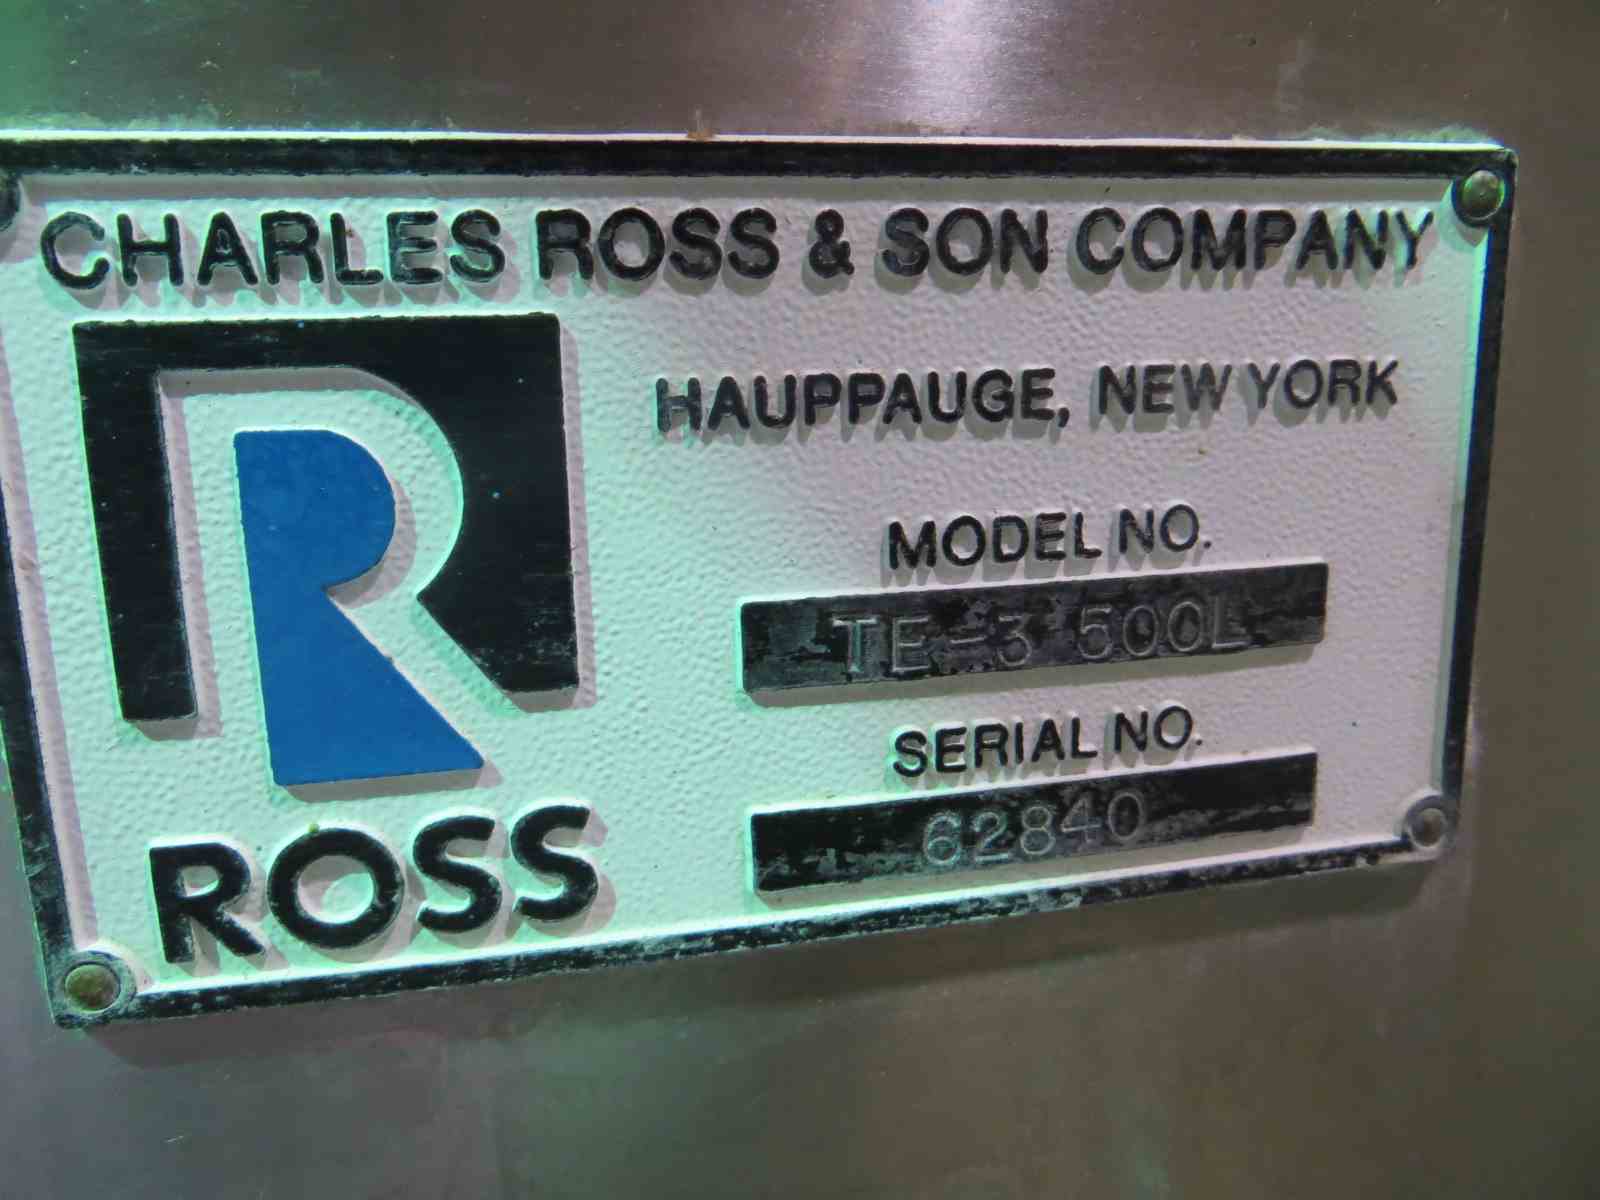 CHARLES ROSS & SON COMPANY
HAUPPAUGE, NEW YORK
MODEL NO.
TE-3 500L
SERIAL NO.
62840
R
ROSS